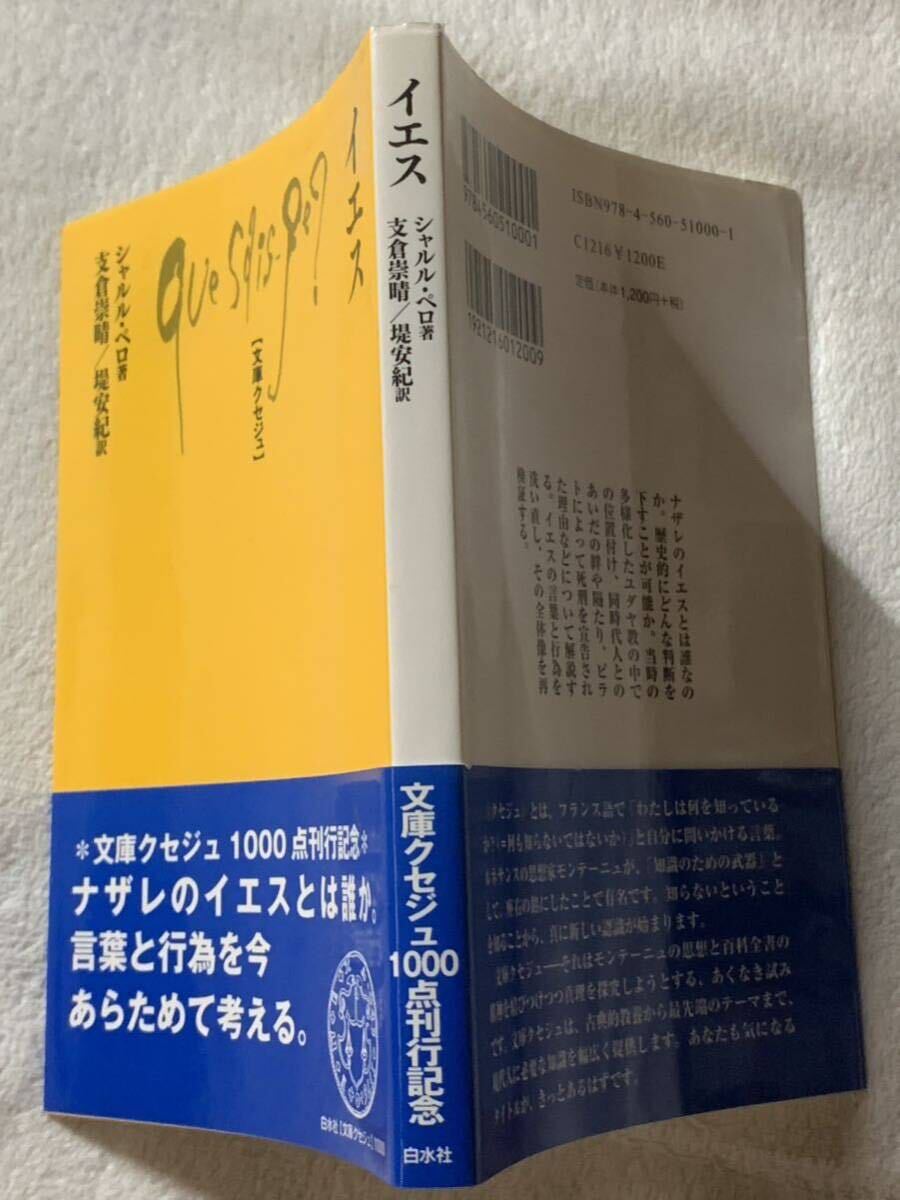 イエス
Que sais-je?
[文庫クセジュ]
シャルル・ペロ著
支倉崇晴/堤安紀訳
*文庫クセジュ1000点刊行記念*
ナザレのイエスとは誰か。
言葉と行為を今
あらためて考える。
白水社[文庫クセジュ]1000
イエス
シャルル・ペロ著
支倉崇晴/堤安紀訳
文庫クセジュ1000点刊行記念
白水社
9784560510001
ISBN978-4-560-51000-1
C1216 ¥1200E
定価(本体1,200円+税)
1921216012009
ナザレのイエスとは誰なの
か。歴史的にどんな判断を
下すことが可能か。当時の
多様化したユダヤ教の中で
の位置付け、同時代人との
あいだの絆や隔たり、ピラ
トによって死刑を宣告され
た理由などについて解説す
る。イエスの言葉と行為を
洗い直し、その全体像を再
検証する。
クセジュ」とは、フランス語で「わたしは何を知っている
か?(=何も知らないではないか)」と自分に問いかける言葉。
ルネサンスの思想家モンテーニュが、「知識のための武器」と
して、座右の銘にしたことで有名です。知らないということ
を知ることから、真に新しい認識が始まります。
文庫クセジュ――それはモンテーニュの思想と百科全書の
精神を結びつけつつ真理を探究しようとする、あくなき試み
です。文庫クセジュは、古典的教養から最先端のテーマまで、
現代人に必要な知識を幅広く提供します。あなたも気になる
タイトルが、きっとあるはずです。